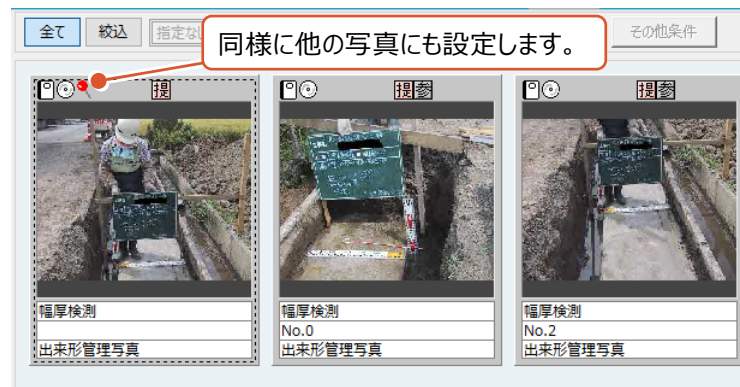 全て 絞込 指定な
同様に他の写真にも設定します。
その他条件
提
提 参
提 参
幅厚検測
出来形管理写真
幅厚検測
No.0
出来形管理写真
幅厚検測
No.2
出来形管理写真